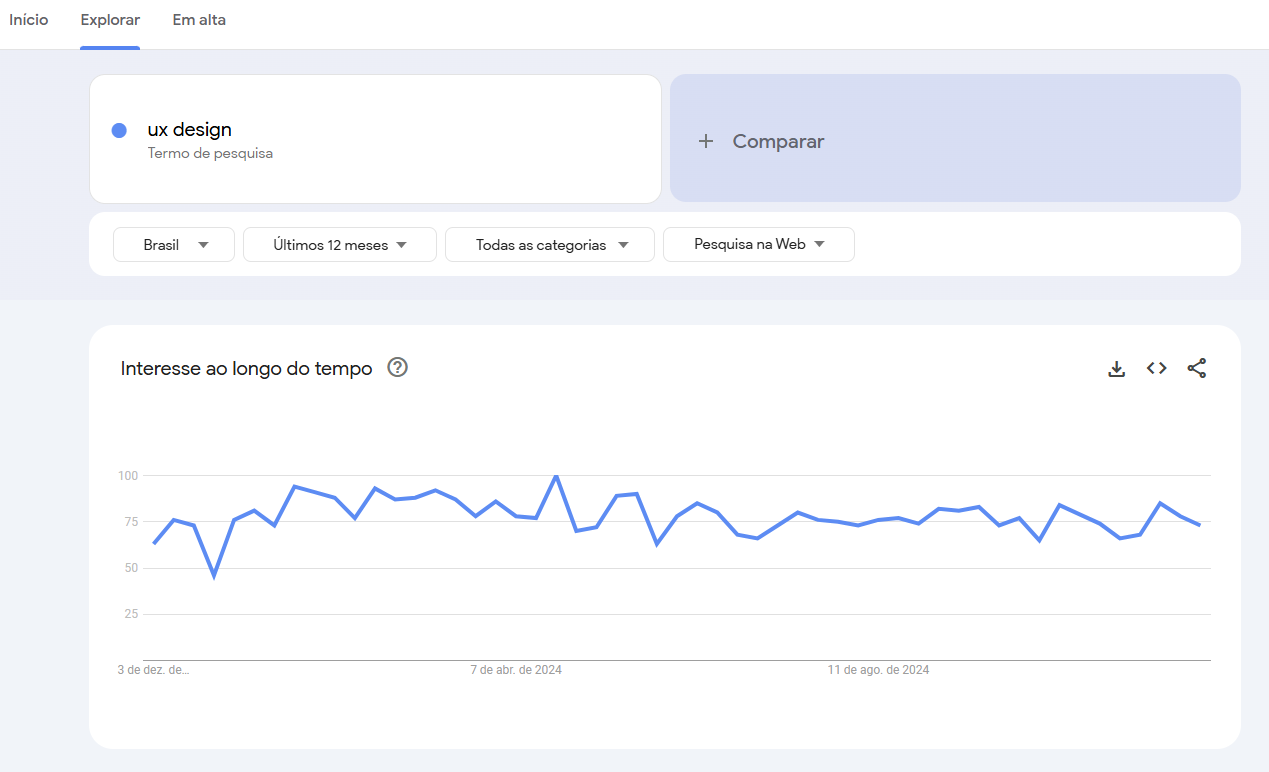 Início Explorar Em alta
ux design
Termo de pesquisa
+ Comparar
Brasil Últimos 12 meses Todas as categorias Pesquisa na Web
Interesse ao longo do tempo ?
100
75
50
25
3 de dez. de... 7 de abr. de 2024 11 de ago. de 2024